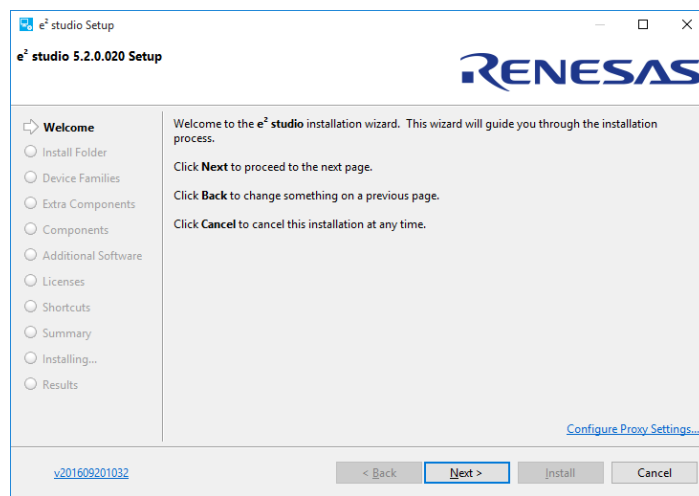 e² studio Setup
e² studio 5.2.0.020 Setup
RENESAS
Welcome
Install Folder
Device Families
Extra Components
Components
Additional Software
Licenses
Shortcuts
Summary
Installing...
Results
Welcome to the e² studio installation wizard.  This wizard will guide you through the installation
process.
Click Next to proceed to the next page.
Click Back to change something on a previous page.
Click Cancel to cancel this installation at any time.
Configure Proxy Settings...
v201609201032
< Back
Next >
Install
Cancel